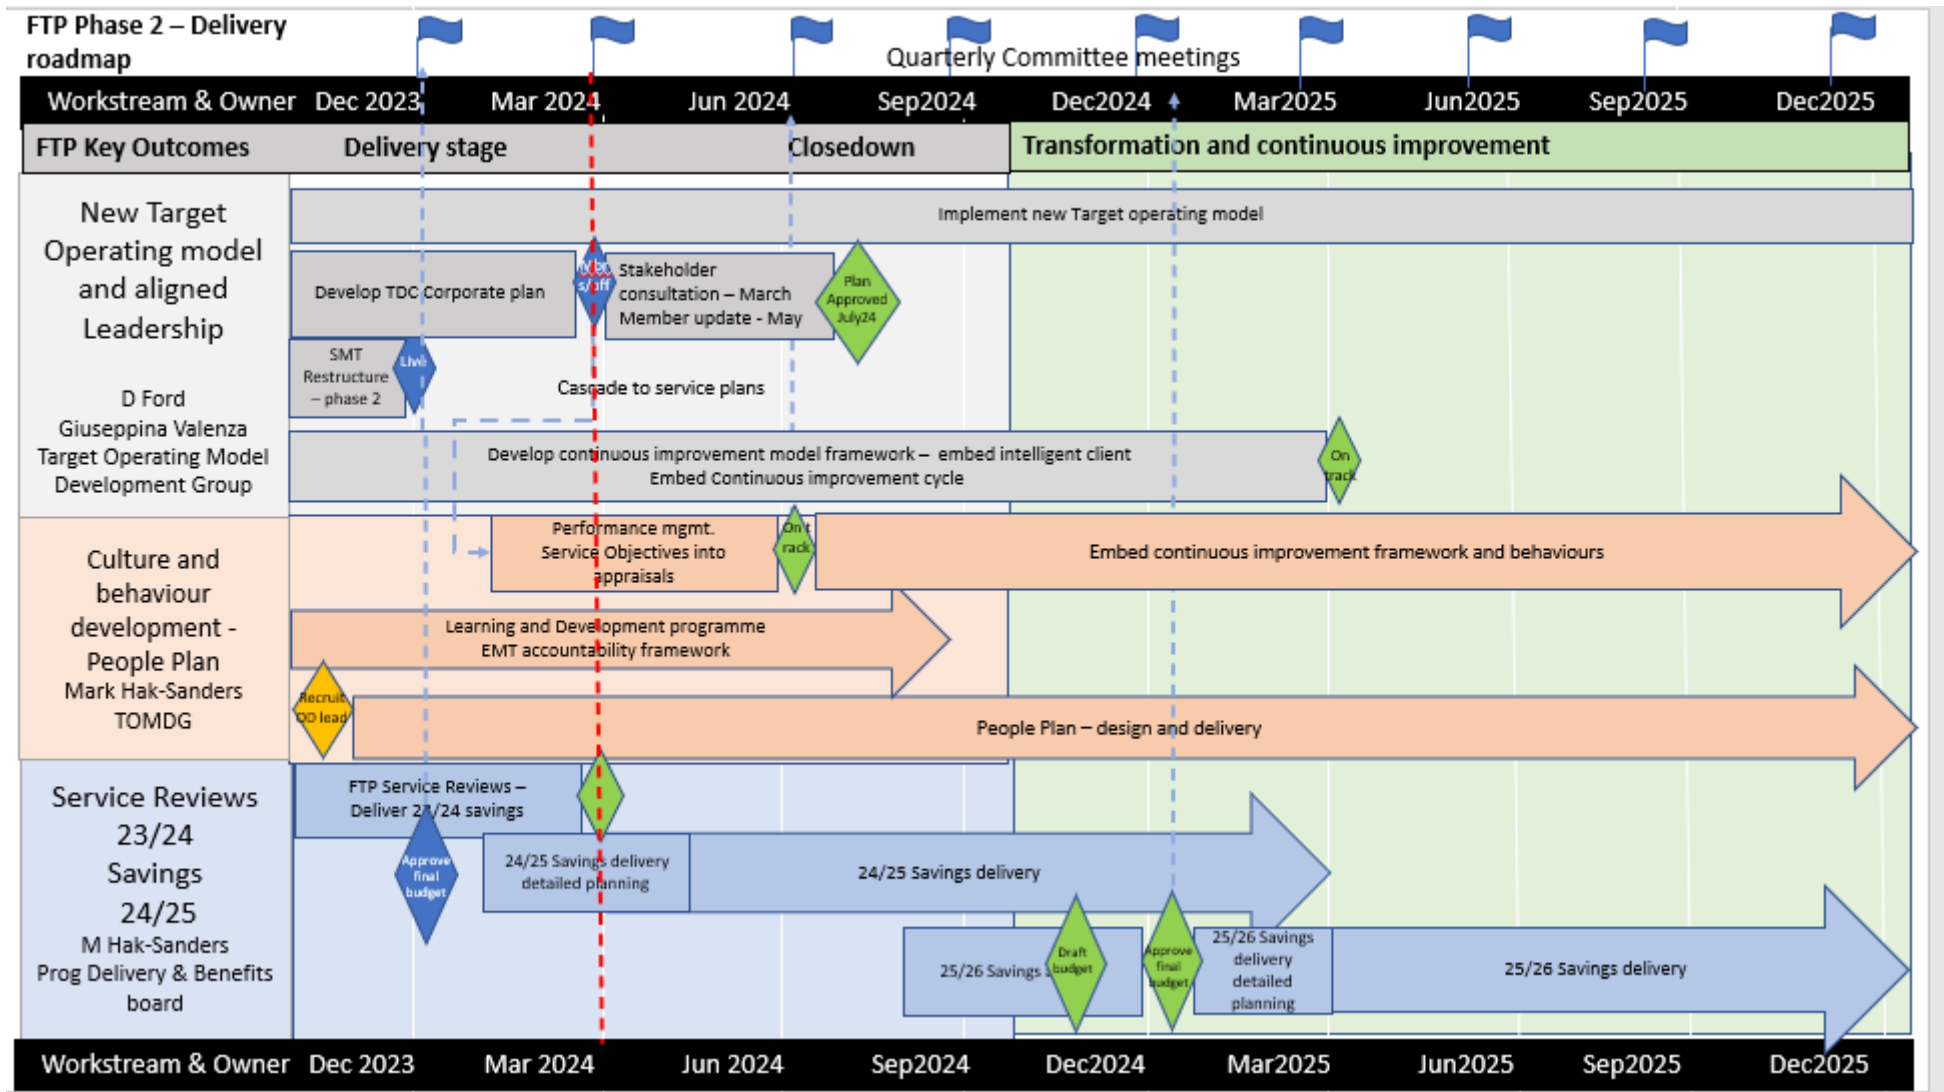 FTP Phase 2 – Delivery
roadmap
Quarterly Committee meetings
Workstream & Owner Dec 2023 Mar 2024 Jun 2024 Sep2024 Dec2024 Mar2025 Jun2025 Sep2025 Dec2025
FTP Key Outcomes Delivery stage Closedown Transformation and continuous improvement
New Target
Operating model
and aligned
Leadership
D Ford
Giuseppina Valenza
Target Operating Model
Development Group
Implement new Target operating model
Develop TDC Corporate plan
Stakeholder
consultation – March
Member update - May
Plan
Approved
July24
SMT
Restructure
– phase 2
Live
Cascade to service plans
Develop continuous improvement model framework – embed intelligent client
Embed Continuous improvement cycle
On
track
Culture and
behaviour
development -
People Plan
Mark Hak-Sanders
TOMDG
Performance mgmt.
Service Objectives into
appraisals
On t
rack
Embed continuous improvement framework and behaviours
Learning and Development programme
EMT accountability framework
Recruit
OD lead
People Plan – design and delivery
Service Reviews
23/24
Savings
24/25
M Hak-Sanders
Prog Delivery & Benefits
board
FTP Service Reviews –
Deliver 23/24 savings
Approve
final
budget
24/25 Savings delivery
detailed planning
24/25 Savings delivery
25/26 Savings
Draft
budget
Approve
final
budget
25/26 Savings
delivery
detailed
planning
25/26 Savings delivery
Workstream & Owner Dec 2023 Mar 2024 Jun 2024 Sep2024 Dec2024 Mar2025 Jun2025 Sep2025 Dec2025